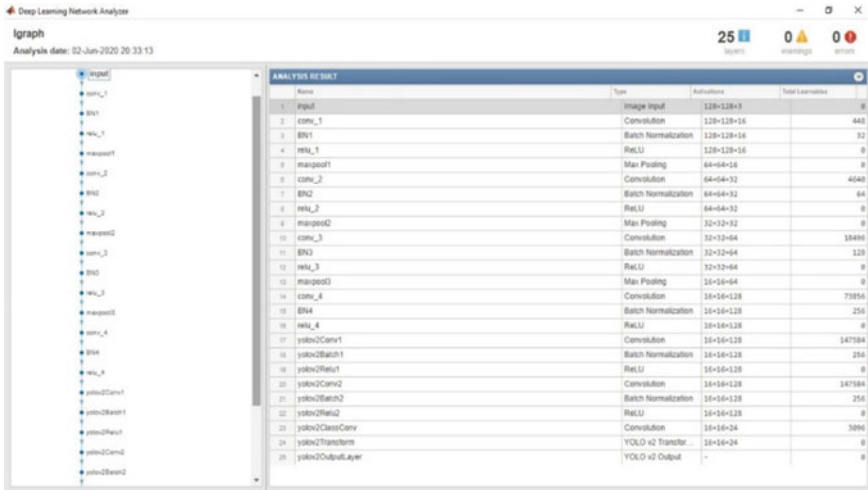 Deep Learning Network Analyzer
lgraph
Analysis date: 02-Jun-2020 20:33:13
25 layers
0 warnings
0 errors
input
conv_1
BN1
relu_1
maxpool1
conv_2
BN2
relu_2
maxpool2
conv_3
BN3
relu_3
maxpool3
conv_4
BN4
relu_4
yolov2Conv1
yolov2Batch1
yolov2Relu1
yolov2Conv2
yolov2Batch2
ANALYSIS RESULT
Name Type Activations Total Learnables
1 input Image Input 128×128×3 0
2 conv_1 Convolution 128×128×16 448
3 BN1 Batch Normalization 128×128×16 32
4 relu_1 ReLU 128×128×16 0
5 maxpool1 Max Pooling 64×64×16 0
6 conv_2 Convolution 64×64×32 4640
7 BN2 Batch Normalization 64×64×32 64
8 relu_2 ReLU 64×64×32 0
9 maxpool2 Max Pooling 32×32×32 0
10 conv_3 Convolution 32×32×64 18496
11 BN3 Batch Normalization 32×32×64 128
12 relu_3 ReLU 32×32×64 0
13 maxpool3 Max Pooling 16×16×64 0
14 conv_4 Convolution 16×16×128 73856
15 BN4 Batch Normalization 16×16×128 256
16 relu_4 ReLU 16×16×128 0
17 yolov2Conv1 Convolution 16×16×128 147584
18 yolov2Batch1 Batch Normalization 16×16×128 256
19 yolov2Relu1 ReLU 16×16×128 0
20 yolov2Conv2 Convolution 16×16×128 147584
21 yolov2Batch2 Batch Normalization 16×16×128 256
22 yolov2Relu2 ReLU 16×16×128 0
23 yolov2ClassConv Convolution 16×16×24 3096
24 yolov2Transform YOLO v2 Transfor... 16×16×24 0
25 yolov2OutputLayer YOLO v2 Output - 0